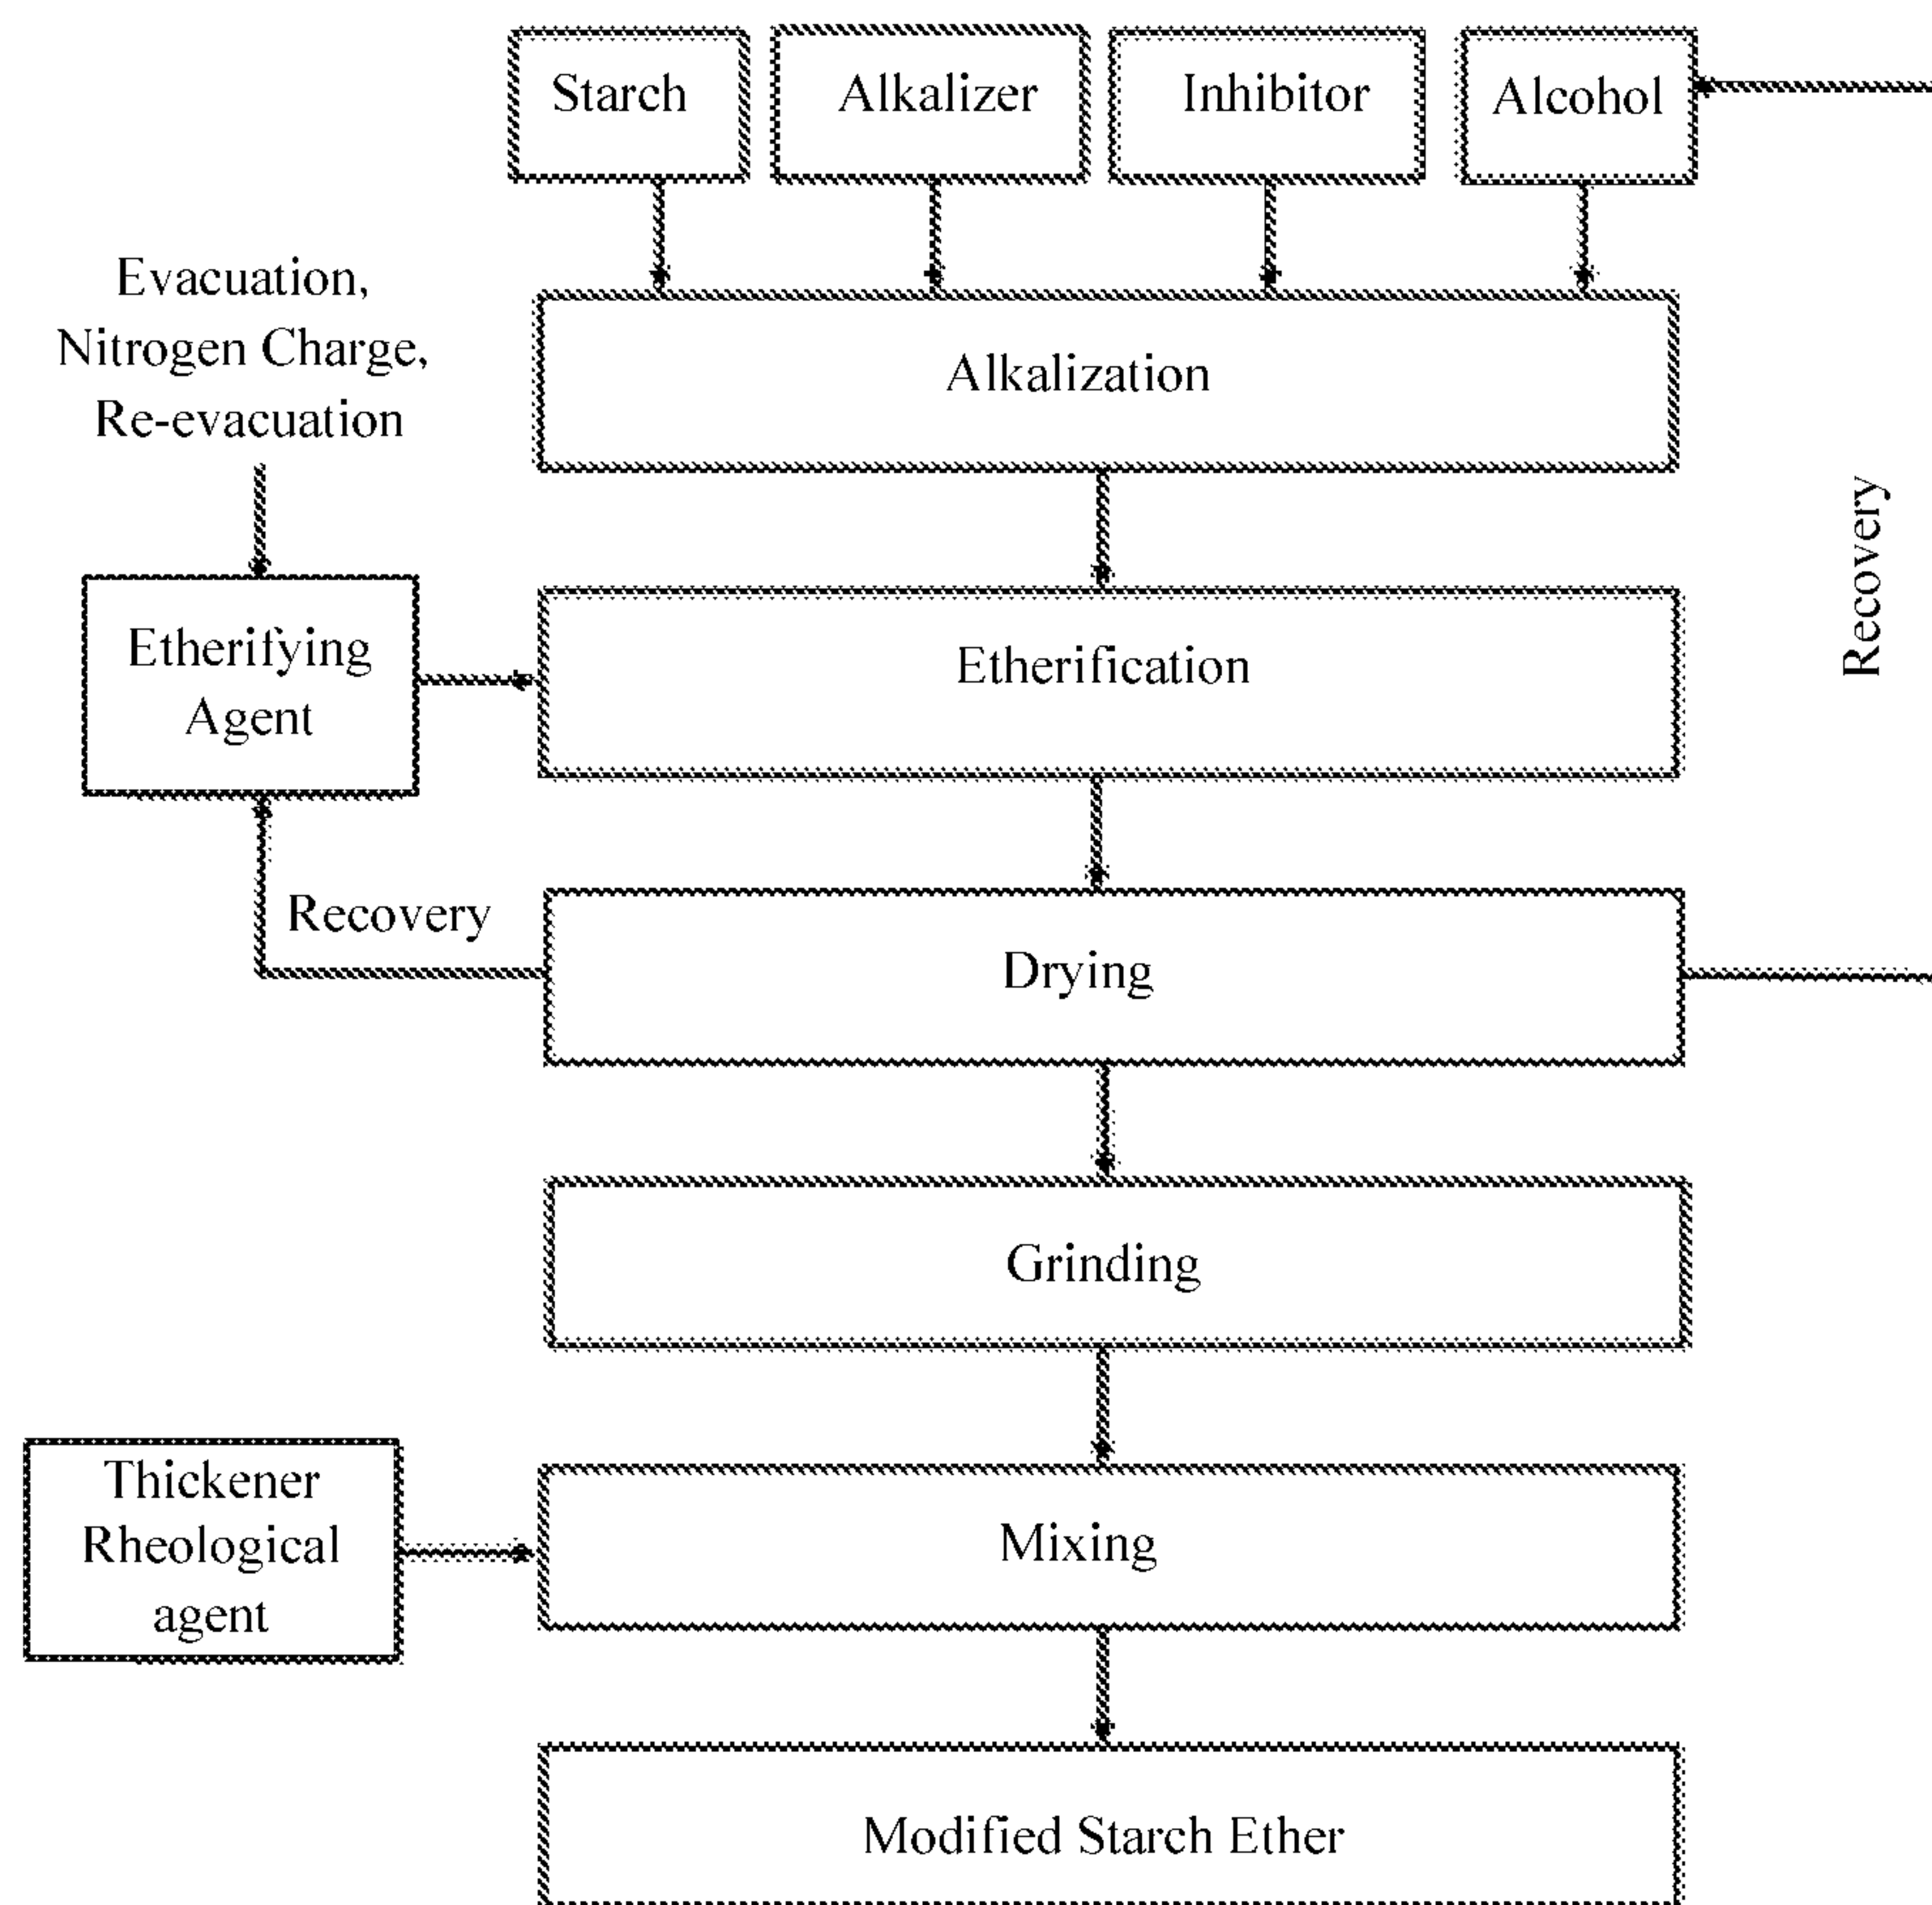 Starch
Alkalizer
Inhibitor
Alcohol
Evacuation,
Nitrogen Charge,
Re-evacuation
Alkalization
Recovery
Etherifying
Agent
Etherification
Recovery
Drying
Grinding
Thickener
Rheological
agent
Mixing
Modified Starch Ether